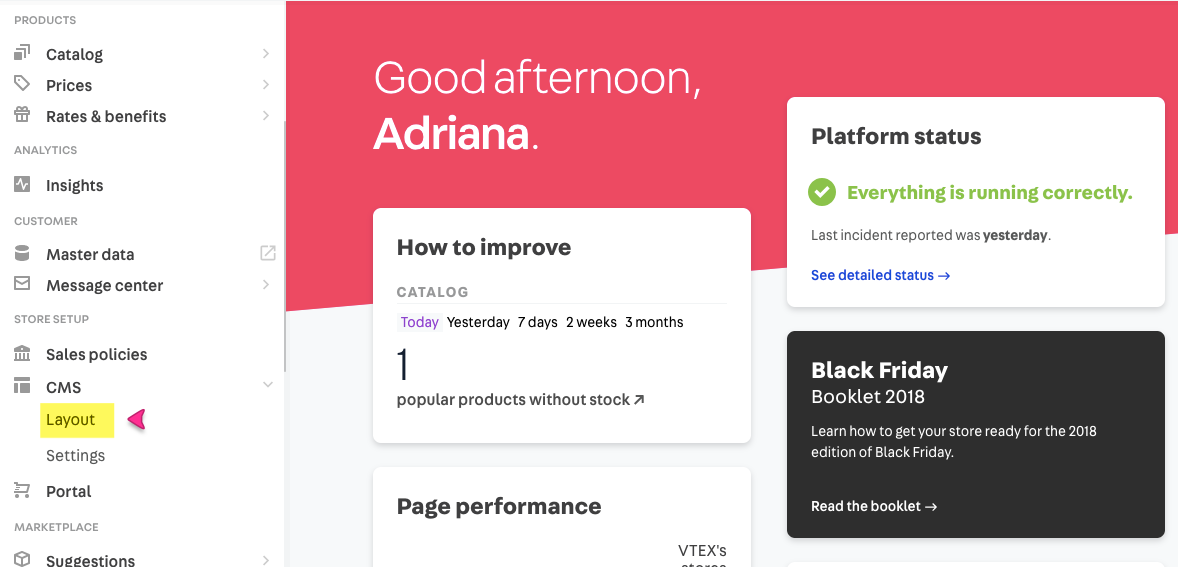 PRODUCTS
Catalog
Prices
Rates & benefits
ANALYTICS
Insights
CUSTOMER
Master data
Message center
STORE SETUP
Sales policies
CMS
Layout
Settings
Portal
MARKETPLACE
Suggestions
Good afternoon,
Adriana.
How to improve
CATALOG
Today Yesterday 7 days 2 weeks 3 months
1
popular products without stock
Page performance
VTEX's
stores
Platform status
Everything is running correctly.
Last incident reported was yesterday.
See detailed status →
Black Friday
Booklet 2018
Learn how to get your store ready for the 2018
edition of Black Friday.
Read the booklet →